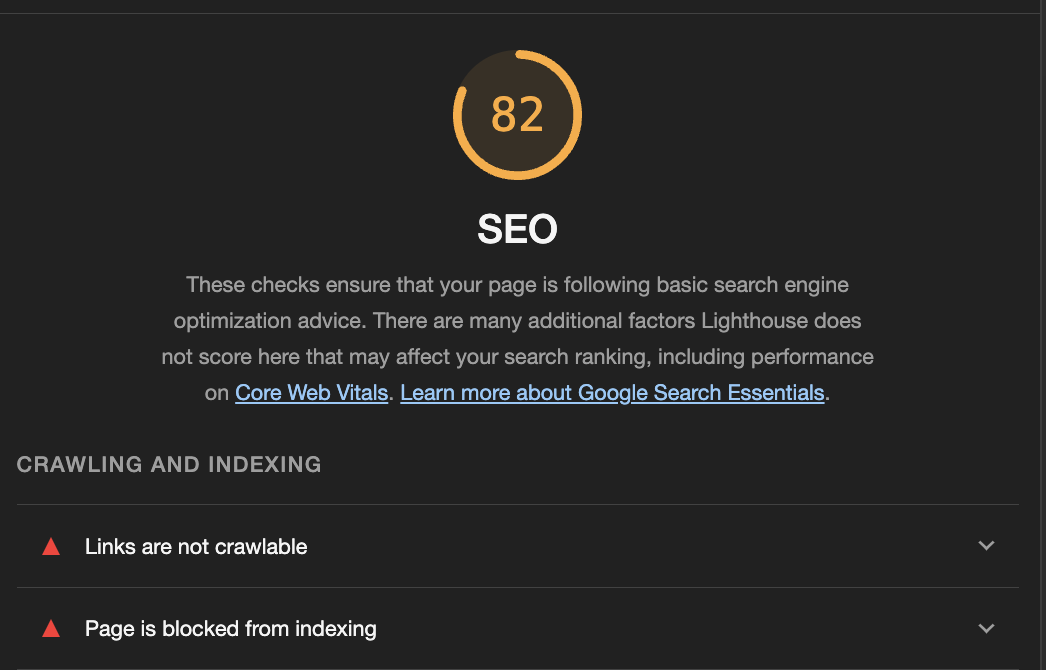 82
SEO
These checks ensure that your page is following basic search engine
optimization advice. There are many additional factors Lighthouse does
not score here that may affect your search ranking, including performance
on Core Web Vitals. Learn more about Google Search Essentials.
CRAWLING AND INDEXING
Links are not crawlable
Page is blocked from indexing